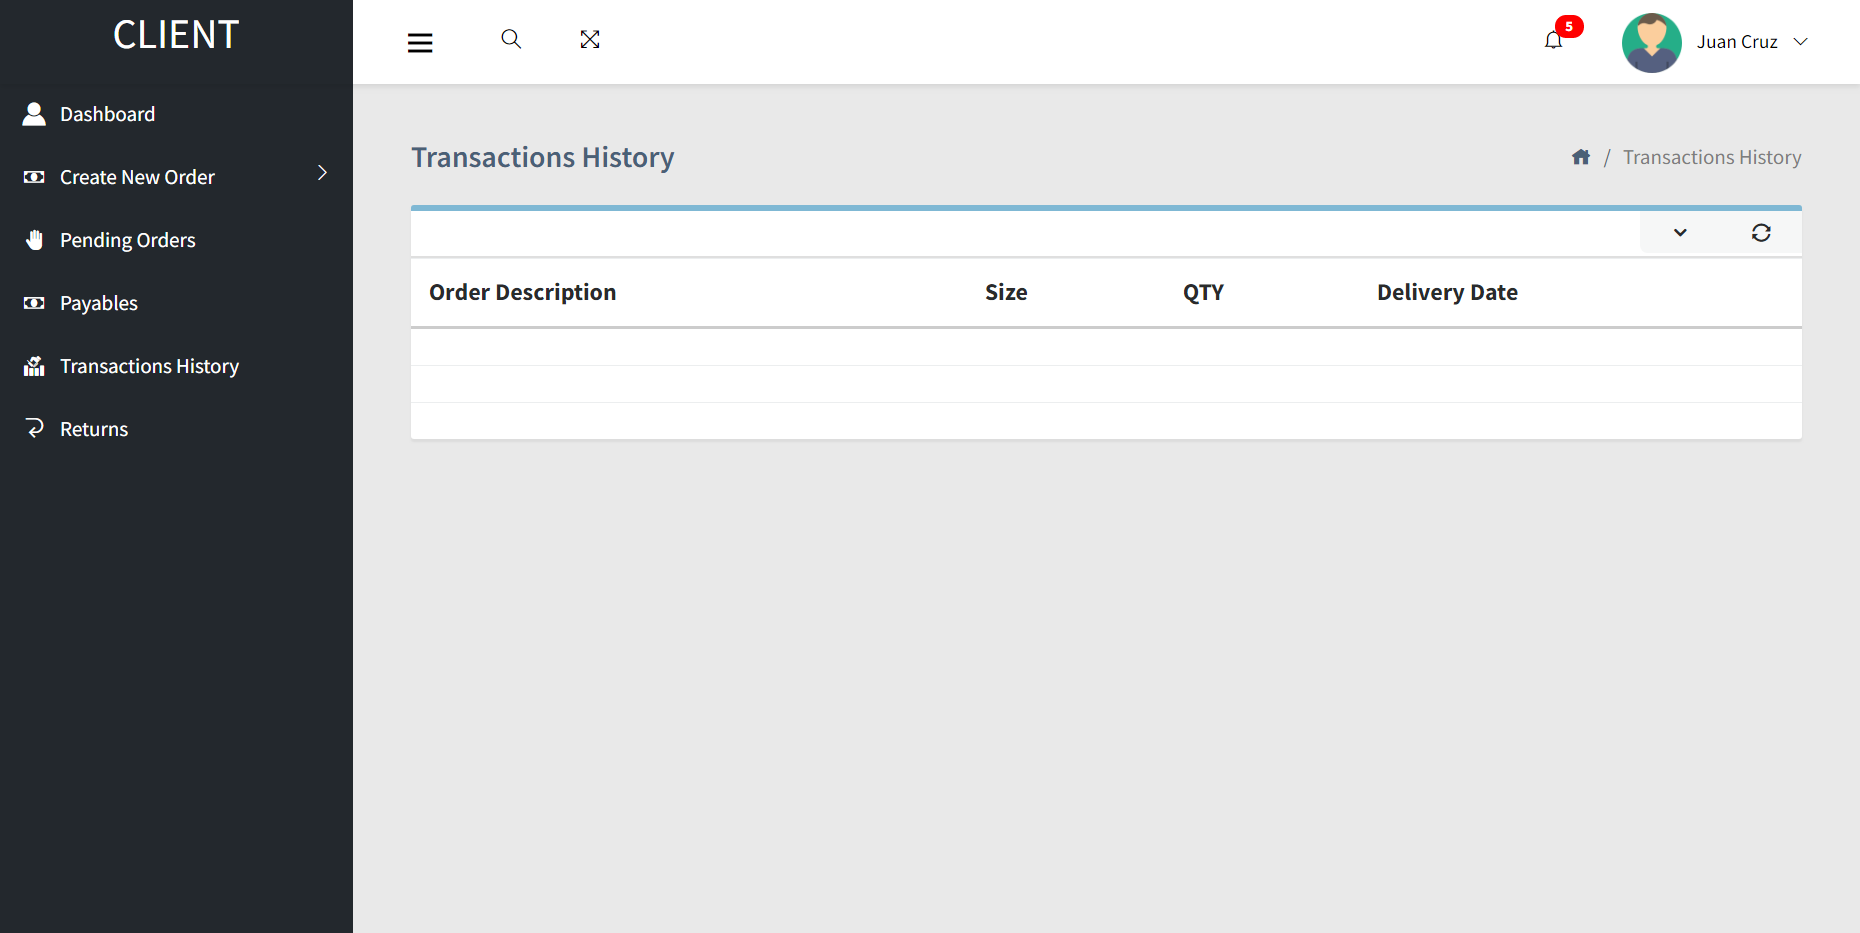 CLIENT
5
Juan Cruz
Dashboard
Create New Order
Pending Orders
Payables
Transactions History
Returns
Transactions History
/ Transactions History
Order Description Size QTY Delivery Date